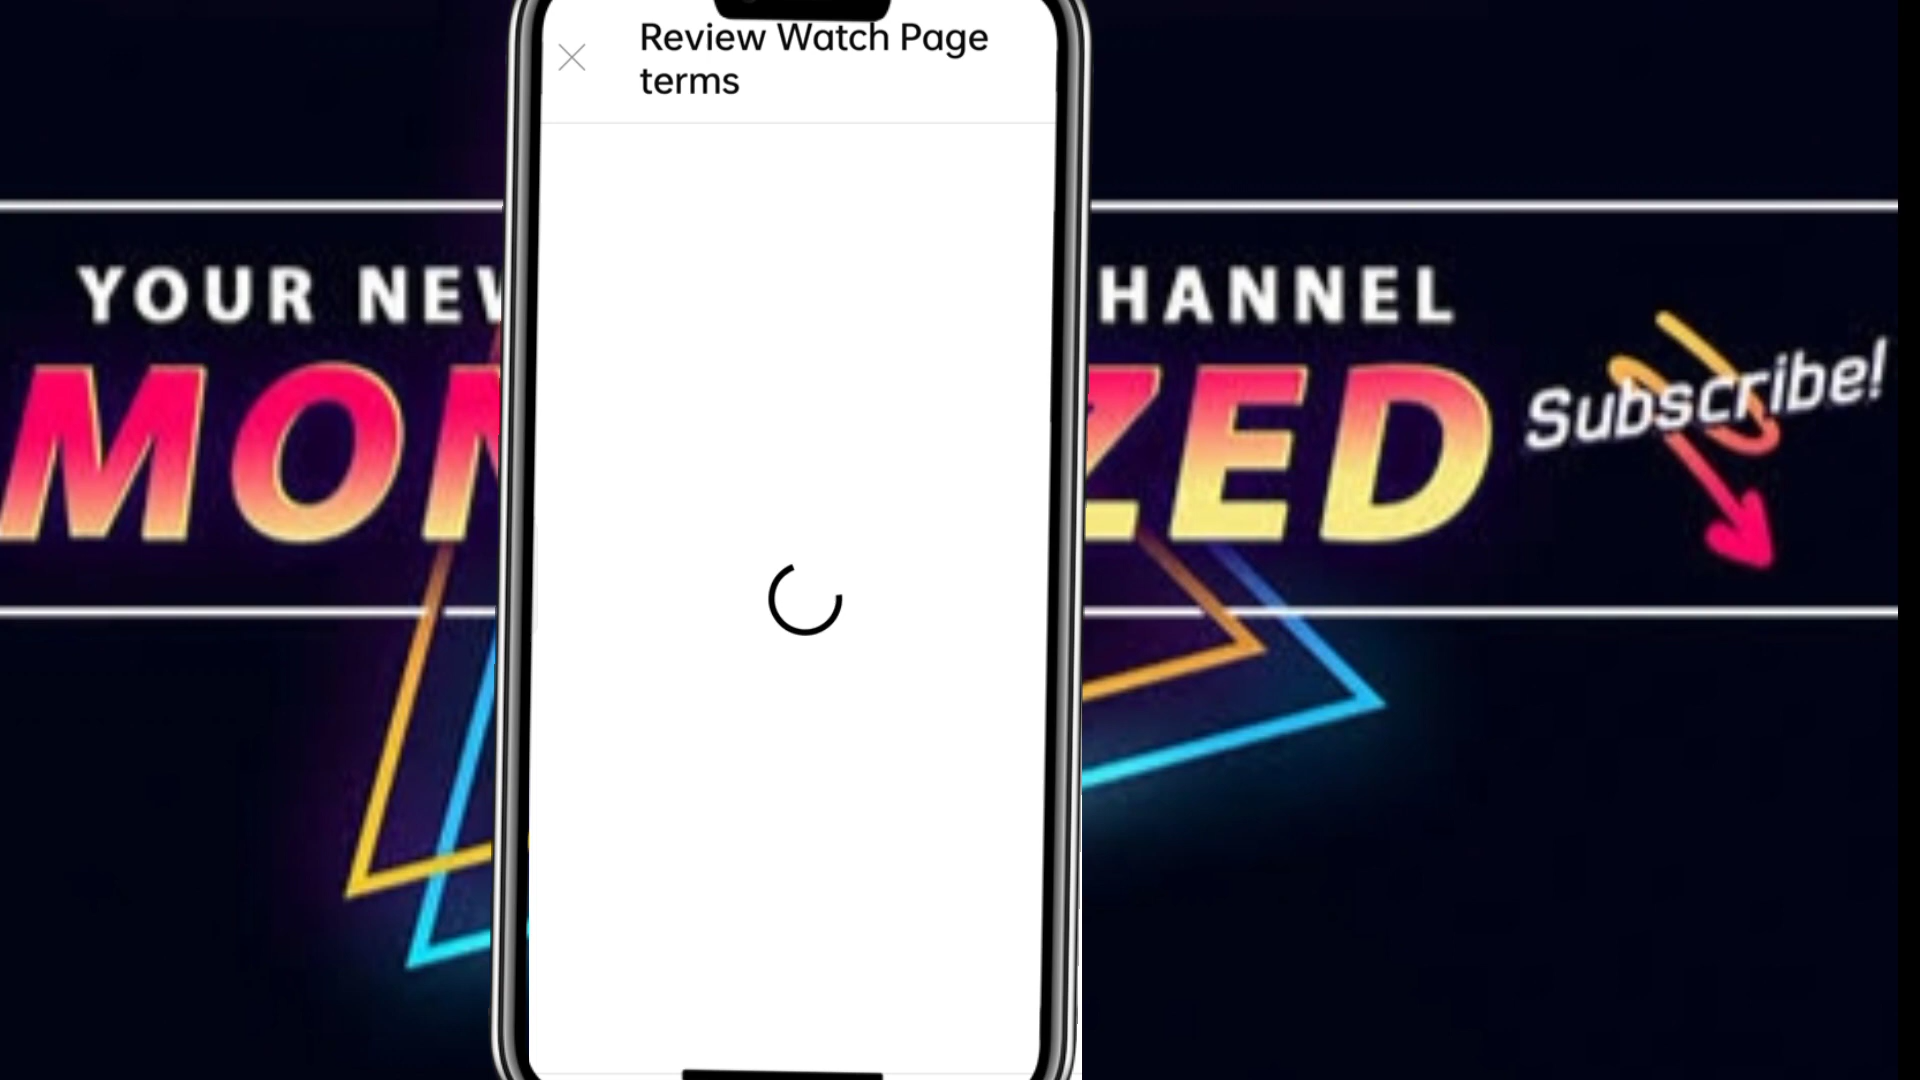 Review Watch Page
terms
YOUR NEW
HANNEL
MON
ZED
Subscribe!